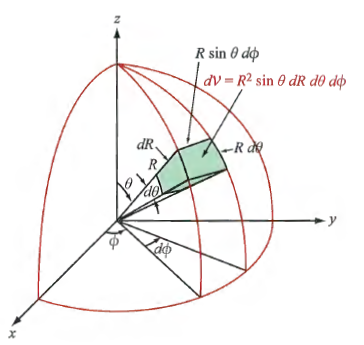 z
R sin θ dϕ
d𝒱 = R² sin θ dR dθ dϕ
dR
R dθ
R
θ
dθ
y
ϕ
dϕ
x